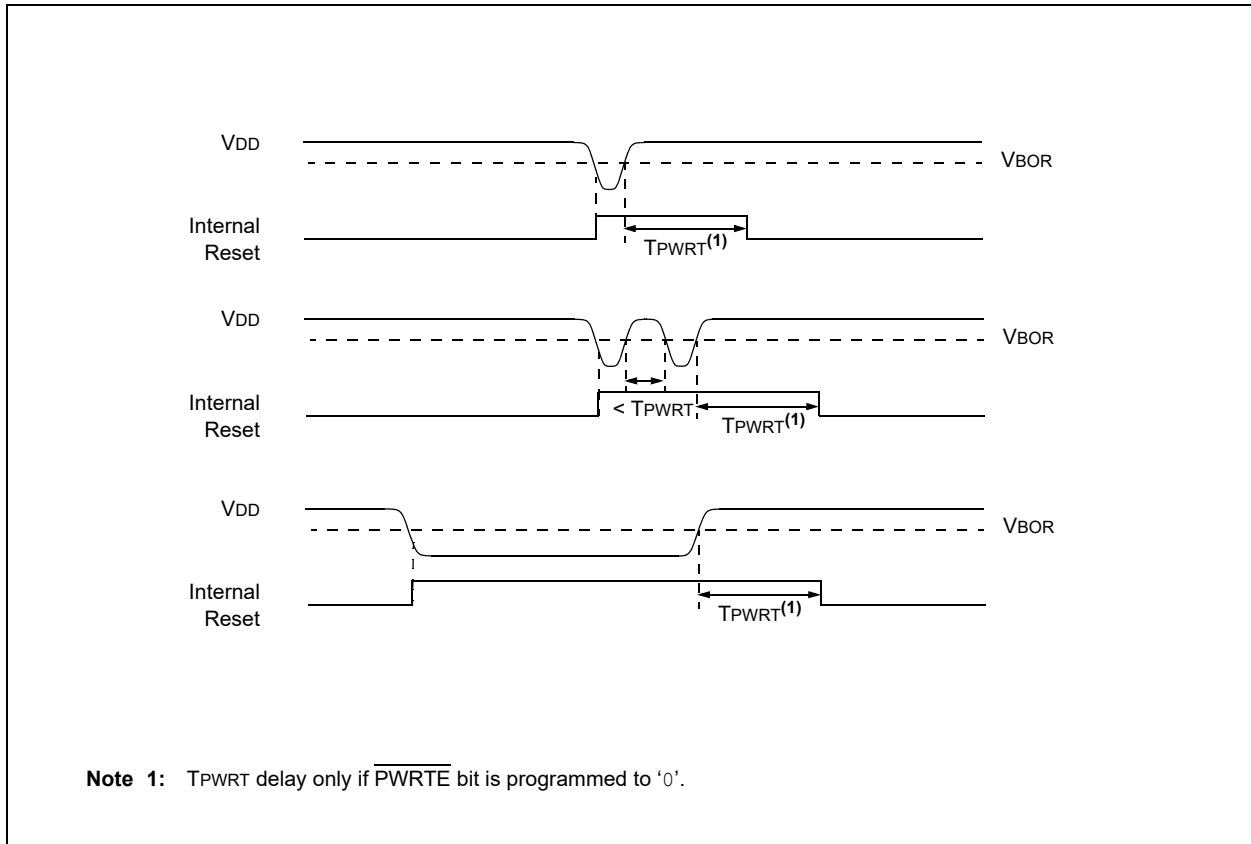 VDD
VBOR
Internal
Reset
TPWRT(1)
VDD
VBOR
Internal
Reset
< TPWRT
TPWRT(1)
VDD
VBOR
Internal
Reset
TPWRT(1)
Note 1: TPWRT delay only if PWRTE bit is programmed to ‘0’.